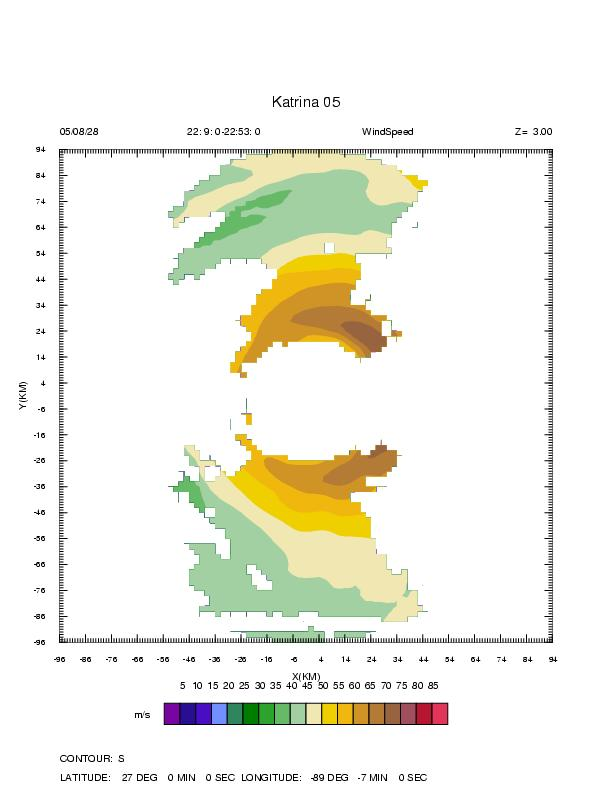 Katrina 05
05/08/28 22: 9: 0-22:53: 0 WindSpeed Z= 3.00
94
84
74
64
54
44
34
24
14
4
-6
-16
-26
-36
-46
-56
-66
-76
-86
-96
Y(KM)
-96 -86 -76 -66 -56 -46 -36 -26 -16 -6 4 14 24 34 44 54 64 74 84 94
X(KM)
5 10 15 20 25 30 35 40 45 50 55 60 65 70 75 80 85
m/s
CONTOUR: S
LATITUDE: 27 DEG 0 MIN 0 SEC LONGITUDE: -89 DEG -7 MIN 0 SEC